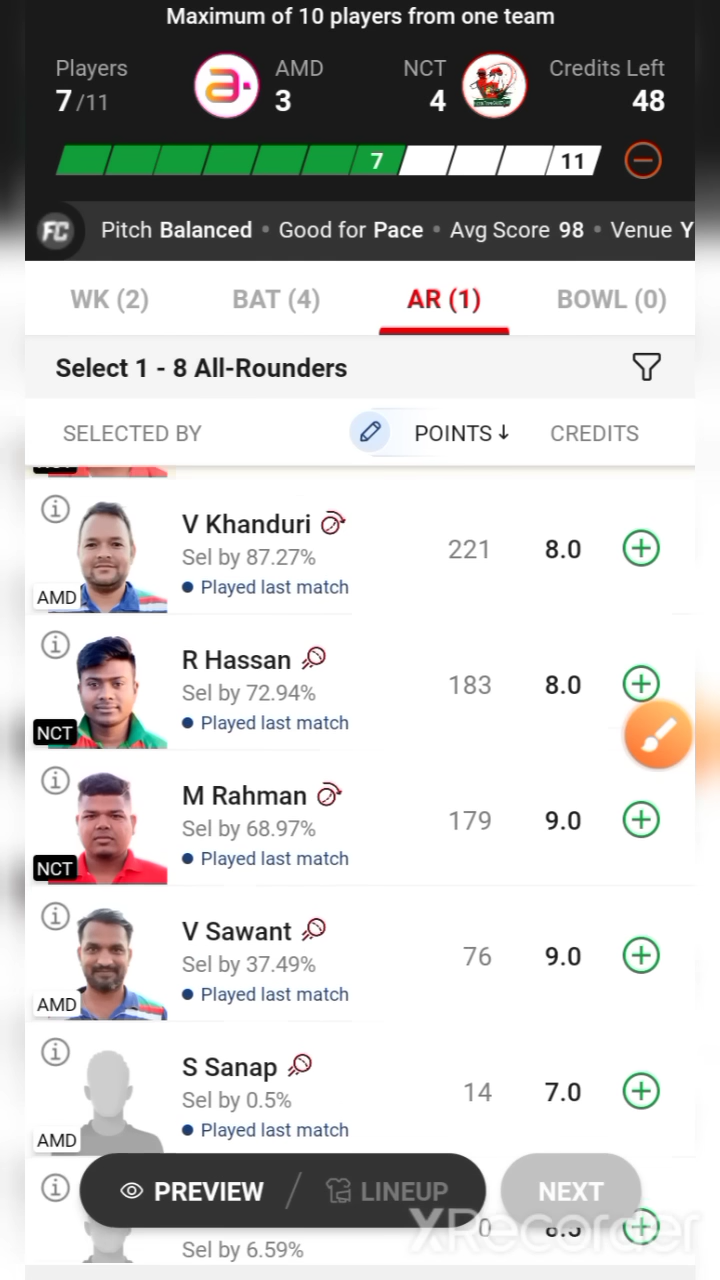 Maximum of 10 players from one team
Players
7/11
AMD
3
NCT
4
Credits Left
48
7
11
FC Pitch Balanced • Good for Pace • Avg Score 98 • Venue Y
WK (2) BAT (4) AR (1) BOWL (0)
Select 1 - 8 All-Rounders
SELECTED BY POINTS↓ CREDITS
V Khanduri
Sel by 87.27%
221 8.0
Played last match
AMD
R Hassan
Sel by 72.94%
183 8.0
Played last match
NCT
M Rahman
Sel by 68.97%
179 9.0
Played last match
NCT
V Sawant
Sel by 37.49%
76 9.0
Played last match
AMD
S Sanap
Sel by 0.5%
14 7.0
Played last match
AMD
PREVIEW / LINEUP NEXT
0
Sel by 6.59%
XRecorder